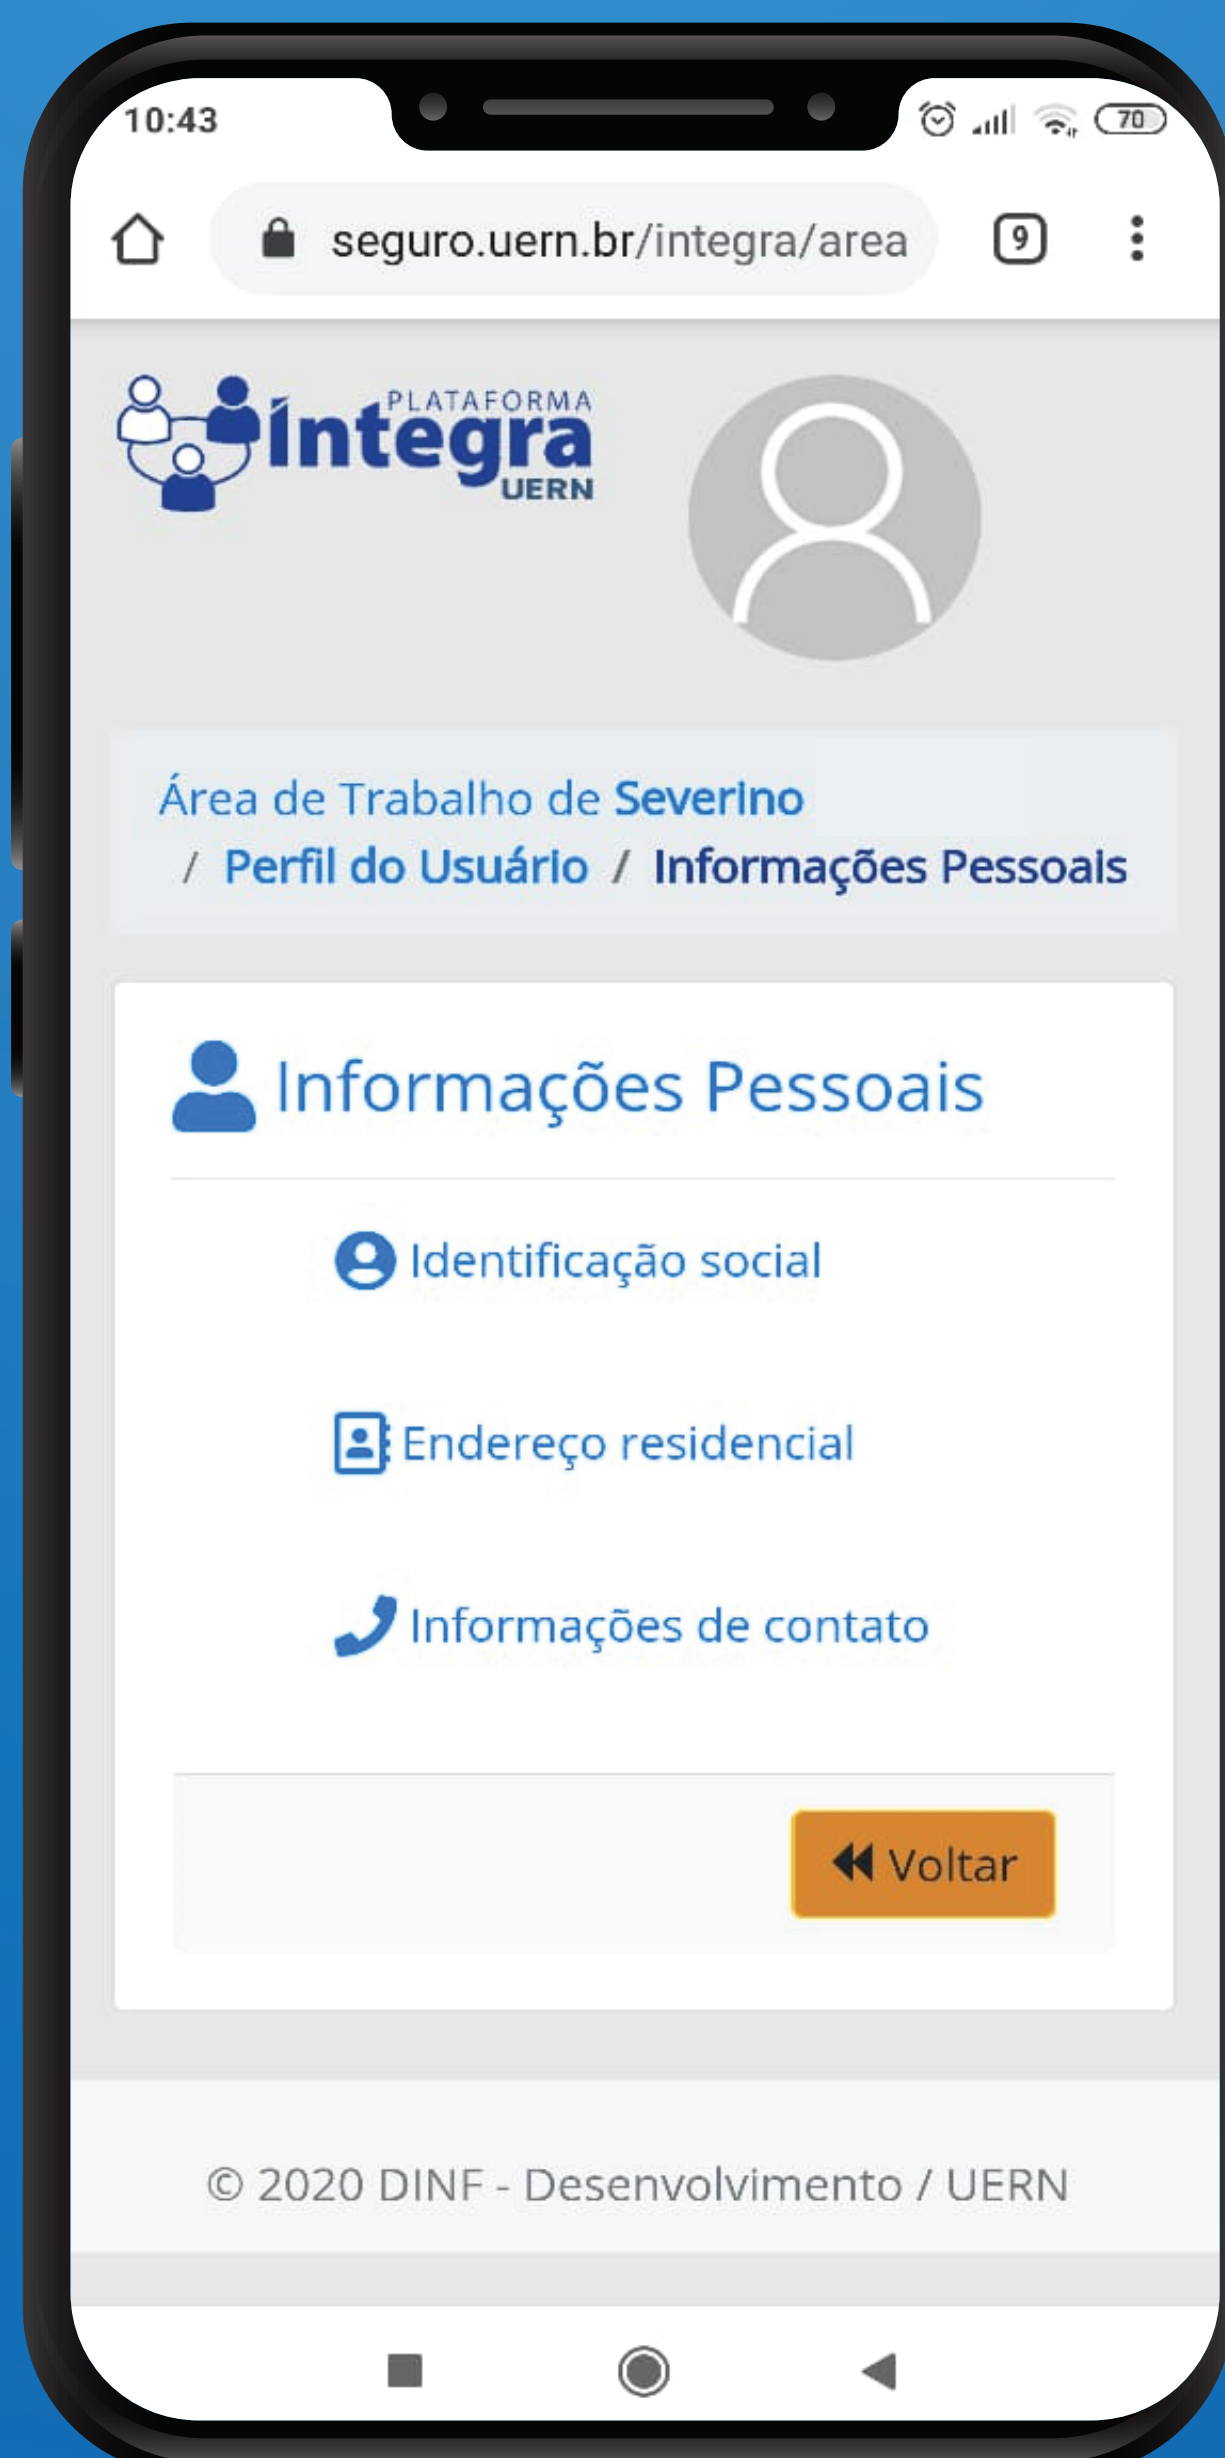 10:43
70
seguro.uern.br/integra/area
9
PLATAFORMA
íntegra
UERN
Área de Trabalho de Severino
/ Perfil do Usuário / Informações Pessoais
Informações Pessoais
Identificação social
Endereço residencial
Informações de contato
Voltar
© 2020 DINF - Desenvolvimento / UERN